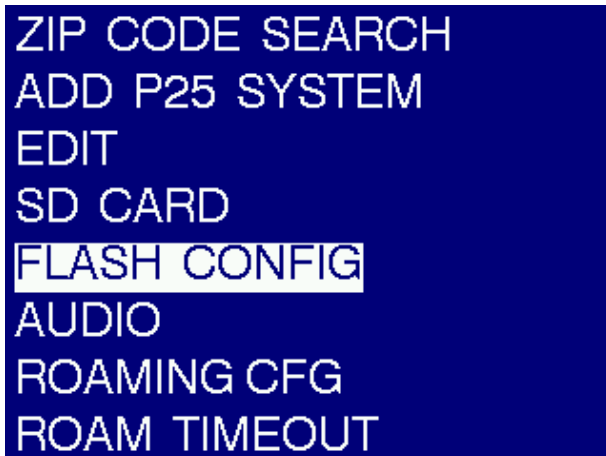 ZIP CODE SEARCH
ADD P25 SYSTEM
EDIT
SD CARD
FLASH CONFIG
AUDIO
ROAMING CFG
ROAM TIMEOUT